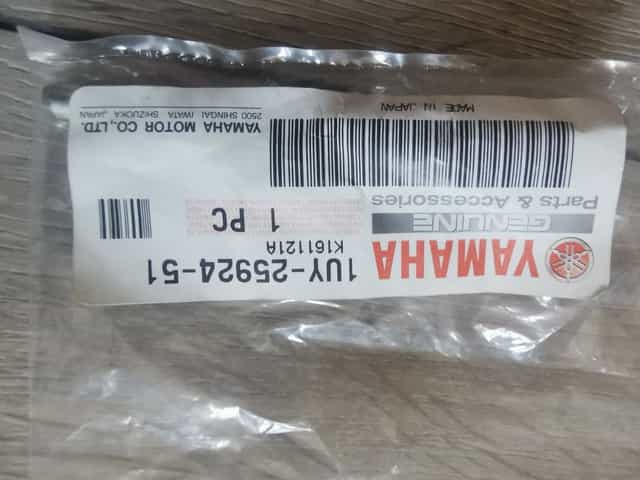 YAMAHA
GENUINE
Parts & Accessories
MADE IN JAPAN
1UY-25924-51
K161121A
1 PC
YAMAHA MOTOR CO., LTD.
2500 SHINGAI IWATA SHIZUOKA JAPAN